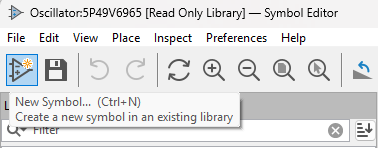 Oscillator:5P49V6965 [Read Only Library] — Symbol Editor
File Edit View Place Inspect Preferences Help
New Symbol... (Ctrl+N)
Create a new symbol in an existing library
Filter